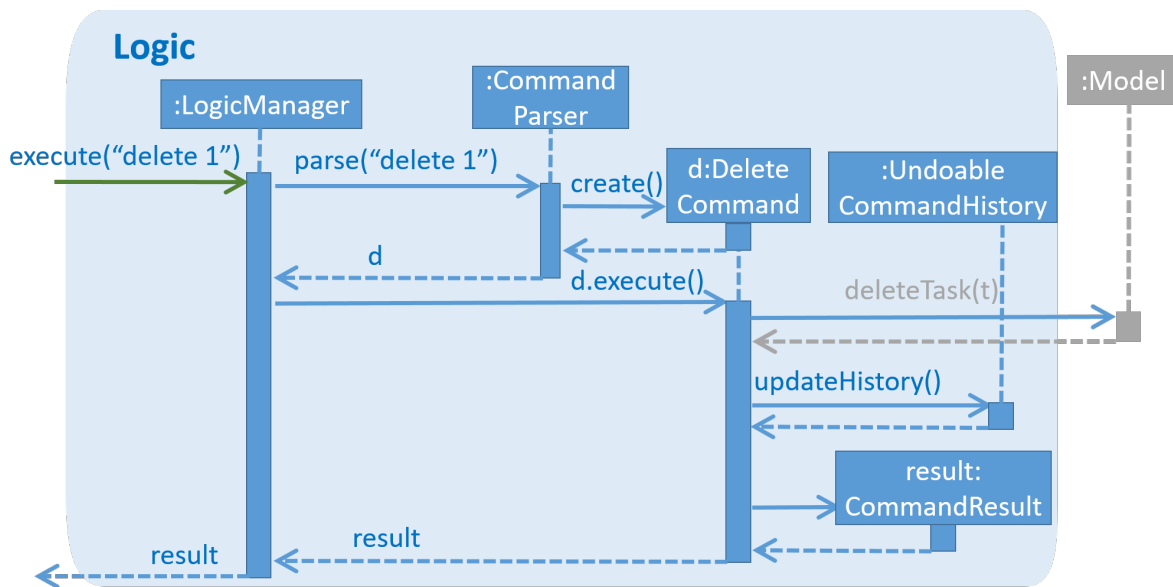 Logic
:LogicManager
:Command
Parser
:Model
execute(“delete 1”)
parse(“delete 1”)
create()
d:Delete
Command
:Undoable
CommandHistory
d
d.execute()
deleteTask(t)
updateHistory()
result:
CommandResult
result
result